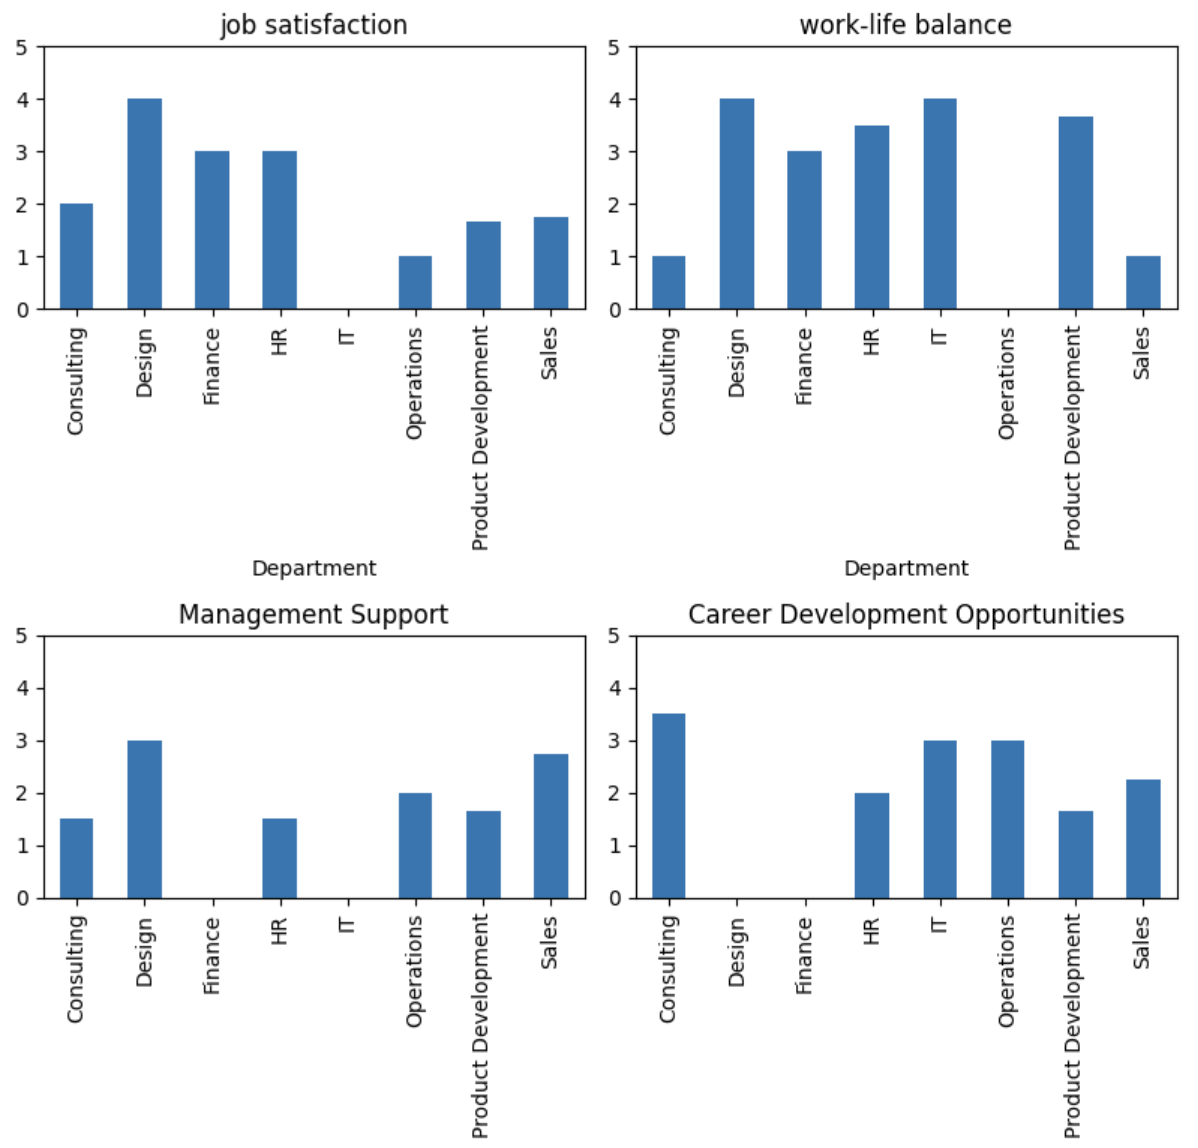 job satisfaction
5
4
3
2
1
0
Consulting
Design
Finance
HR
IT
Operations
Product Development
Sales
Department
work-life balance
5
4
3
2
1
0
Consulting
Design
Finance
HR
IT
Operations
Product Development
Sales
Department
Management Support
5
4
3
2
1
0
Consulting
Design
Finance
HR
IT
Operations
Product Development
Sales
Career Development Opportunities
5
4
3
2
1
0
Consulting
Design
Finance
HR
IT
Operations
Product Development
Sales